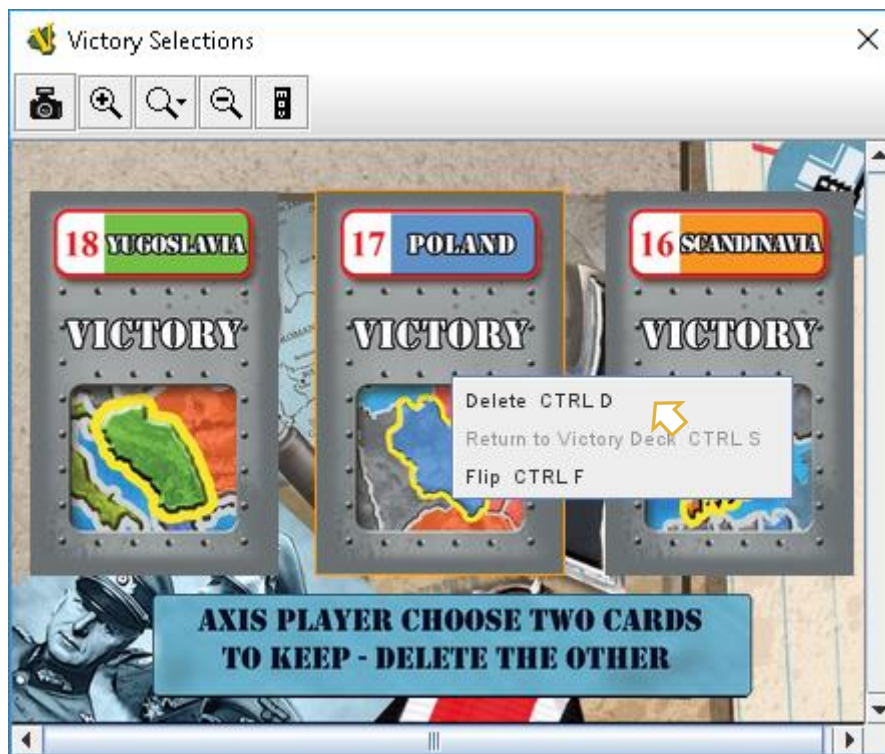 Victory Selections
18 YUGOSLAVIA
VICTORY
17 POLAND
VICTORY
16 SCANDINAVIA
VICTORY
Delete CTRL D
Return to Victory Deck CTRL S
Flip CTRL F
AXIS PLAYER CHOOSE TWO CARDS
TO KEEP - DELETE THE OTHER